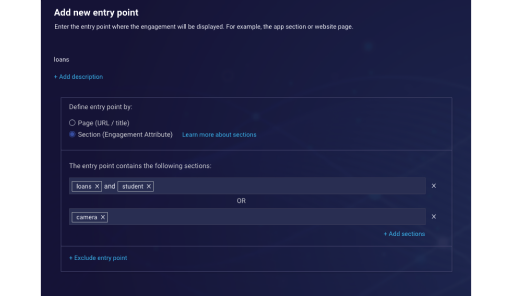 Add new entry point
Enter the entry point where the engagement will be displayed. For example, the app section or website page.
loans
+ Add description
Define entry point by:
Page (URL / title)
Section (Engagement Attribute) Learn more about sections
The entry point contains the following sections:
loans X and student X X
OR
camera X X
+ Add sections
+ Exclude entry point